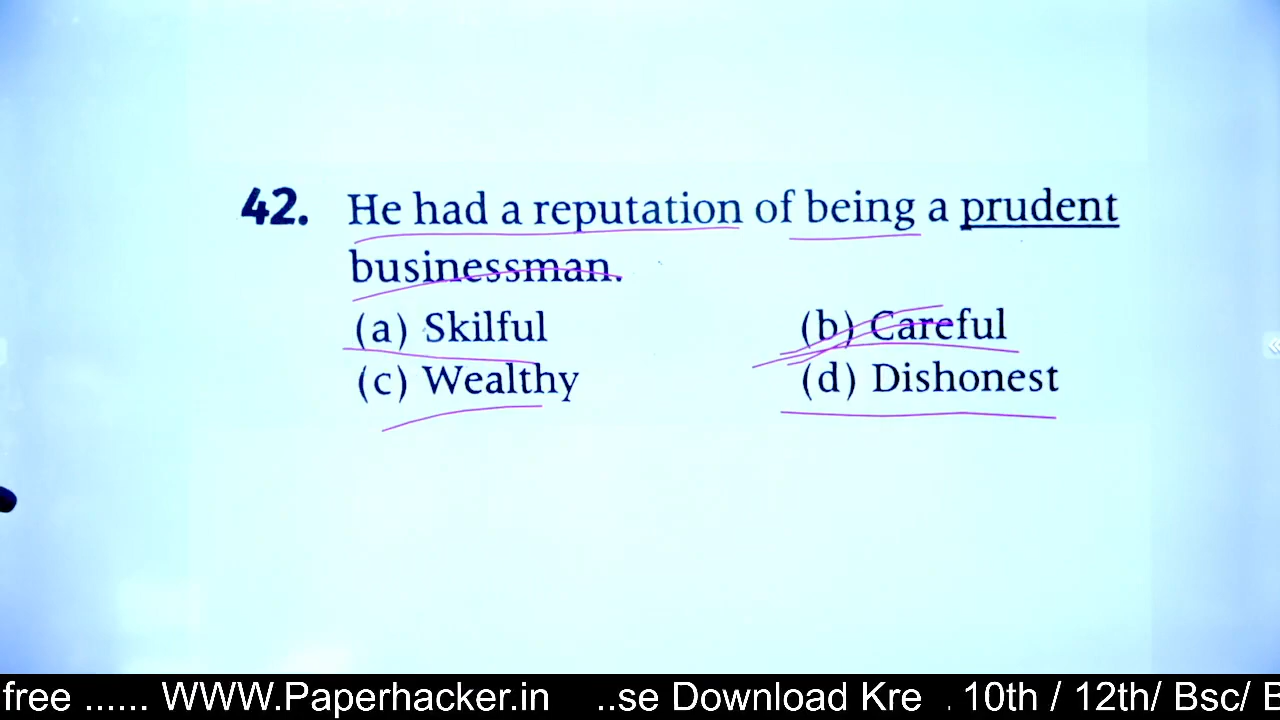 42. He had a reputation of being a prudent
businessman.
(a) Skilful (b) Careful
(c) Wealthy (d) Dishonest
free ...... WWW.Paperhacker.in ..se Download Kre . 10th / 12th/ Bsc/